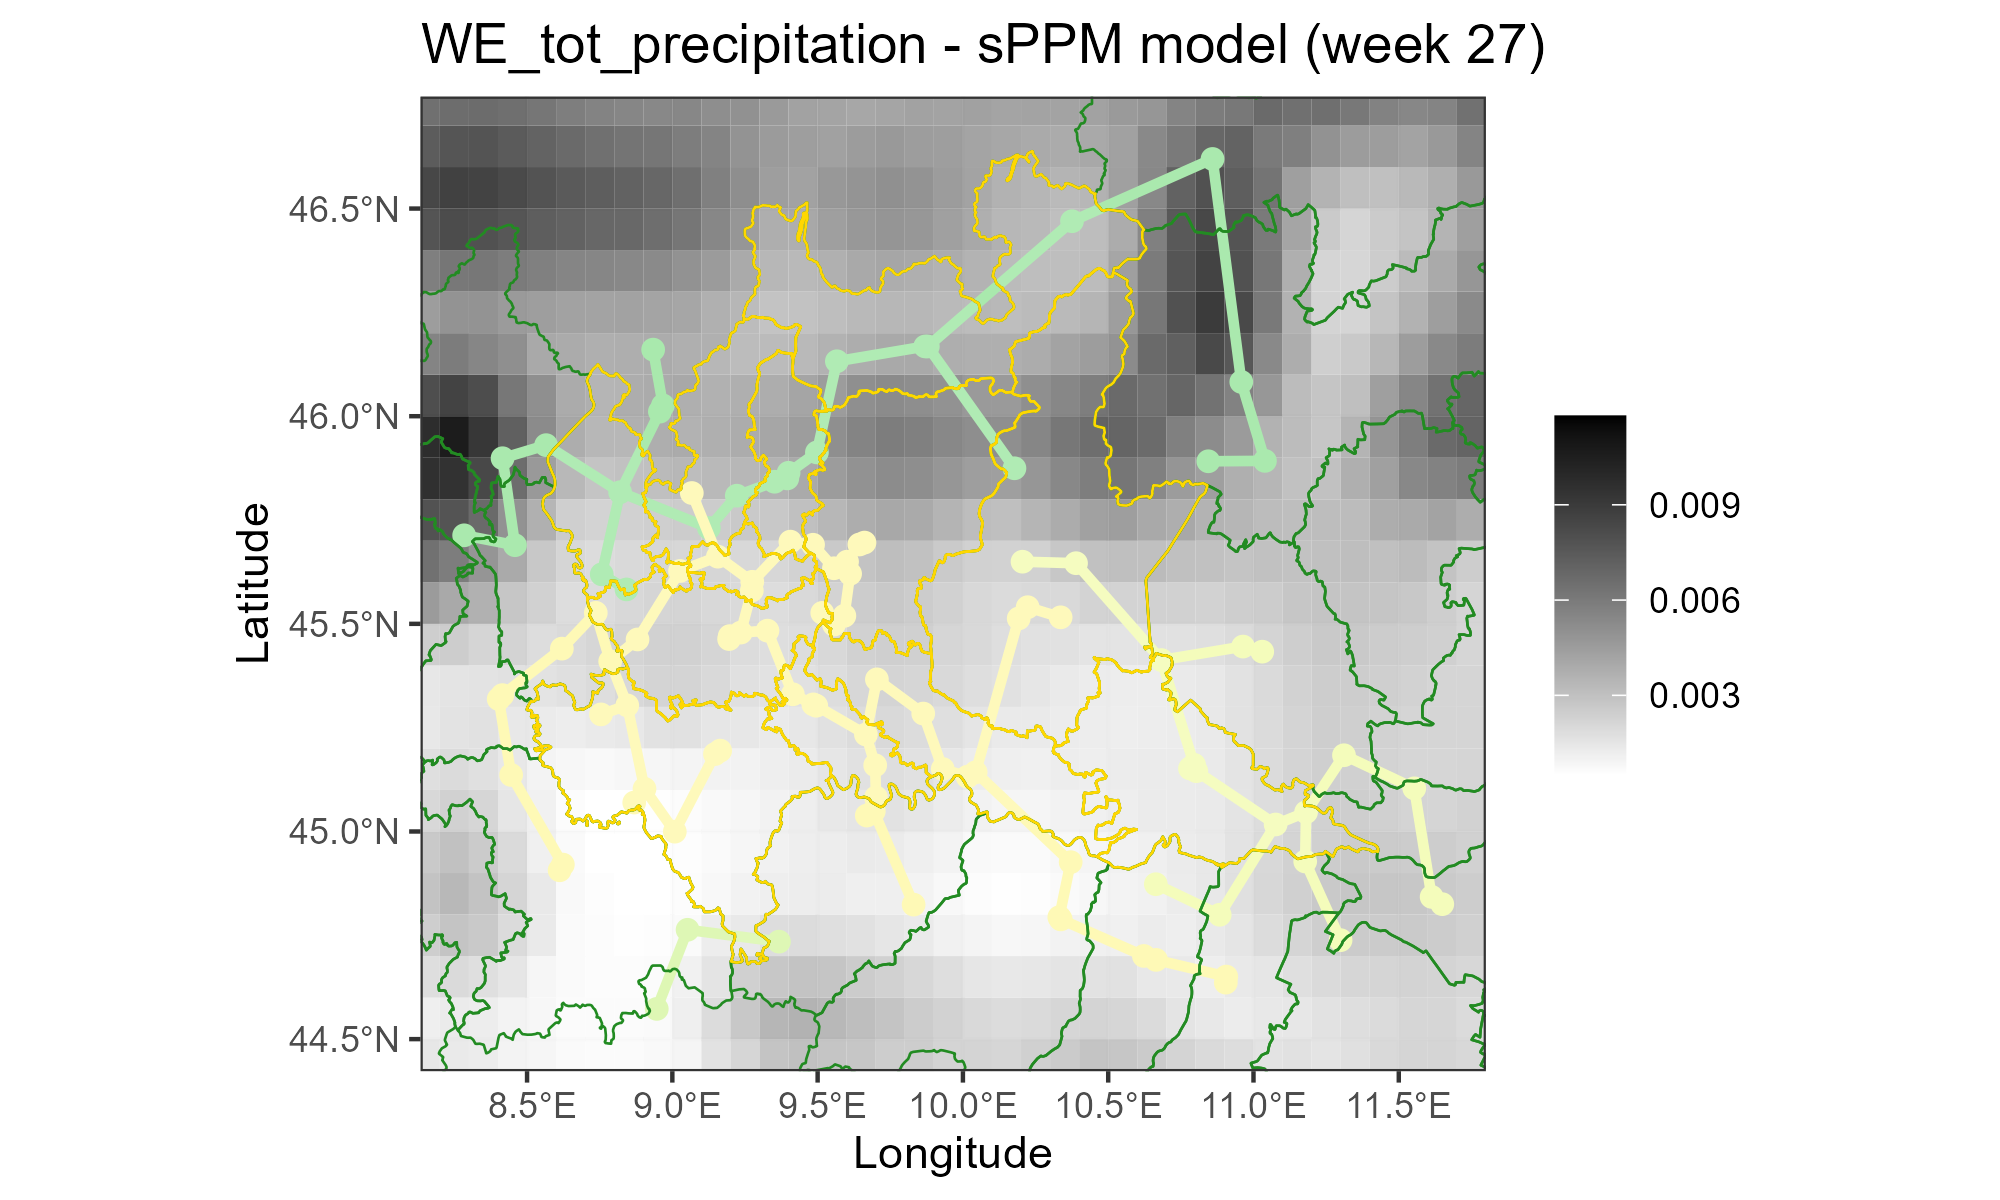 WE_tot_precipitation - sPPM model (week 27)
46.5°N
46.0°N
45.5°N
45.0°N
44.5°N
Latitude
8.5°E
9.0°E
9.5°E
10.0°E
10.5°E
11.0°E
11.5°E
Longitude
0.009
0.006
0.003